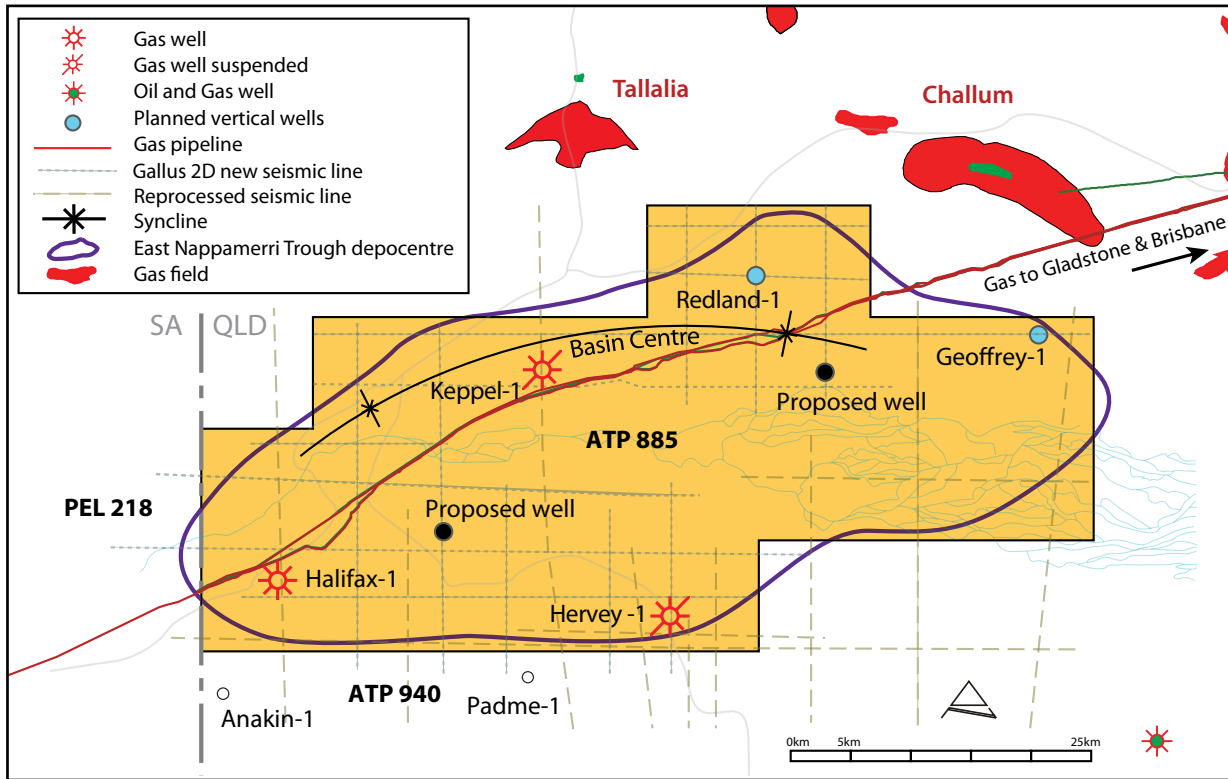 Gas well
Gas well suspended
Oil and Gas well
Planned vertical wells
Gas pipeline
Gallus 2D new seismic line
Reprocessed seismic line
Syncline
East Nappamerri Trough depocentre
Gas field
Tallalia
Challum
Gas to Gladstone & Brisbane
SA QLD
Redland-1
Basin Centre
Geoffrey-1
Keppel-1
Proposed well
ATP 885
PEL 218
Proposed well
Halifax-1
Hervey -1
ATP 940
Padme-1
Anakin-1
0km 5km 25km